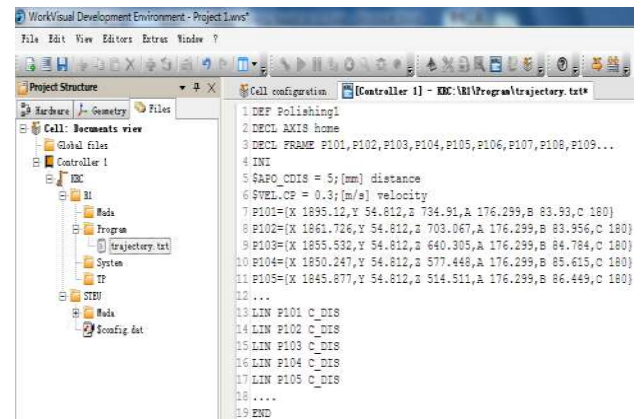 WorkVisual Development Environment - Project 1.wvs*
File Edit View Editors Extras Window ?
Project Structure
Hardware Geometry Files
Cell: Documents view
Global files
Controller 1
KRC
R1
Mada
Program
trajectory.txt
System
TP
STEU
Mada
$config.dat
Cell configuration [Controller 1] - KRC:\R1\Program\trajectory.txt*
1 DEF Polishing1
2 DECL AXIS home
3 DECL FRAME P101,P102,P103,P104,P105,P106,P107,P108,P109...
4 INI
5 $APO_CDIS = 5;[mm] distance
6 $VEL.CP = 0.3;[m/s] velocity
7 P101={X 1895.12,Y 54.812,Z 734.91,A 176.299,B 83.93,C 180}
8 P102={X 1861.726,Y 54.812,Z 703.067,A 176.299,B 83.956,C 180}
9 P103={X 1855.532,Y 54.812,Z 640.305,A 176.299,B 84.784,C 180}
10 P104={X 1850.247,Y 54.812,Z 577.448,A 176.299,B 85.615,C 180}
11 P105={X 1845.877,Y 54.812,Z 514.511,A 176.299,B 86.449,C 180}
12 ...
13 LIN P101 C_DIS
14 LIN P102 C_DIS
15 LIN P103 C_DIS
16 LIN P104 C_DIS
17 LIN P105 C_DIS
18 ....
19 END